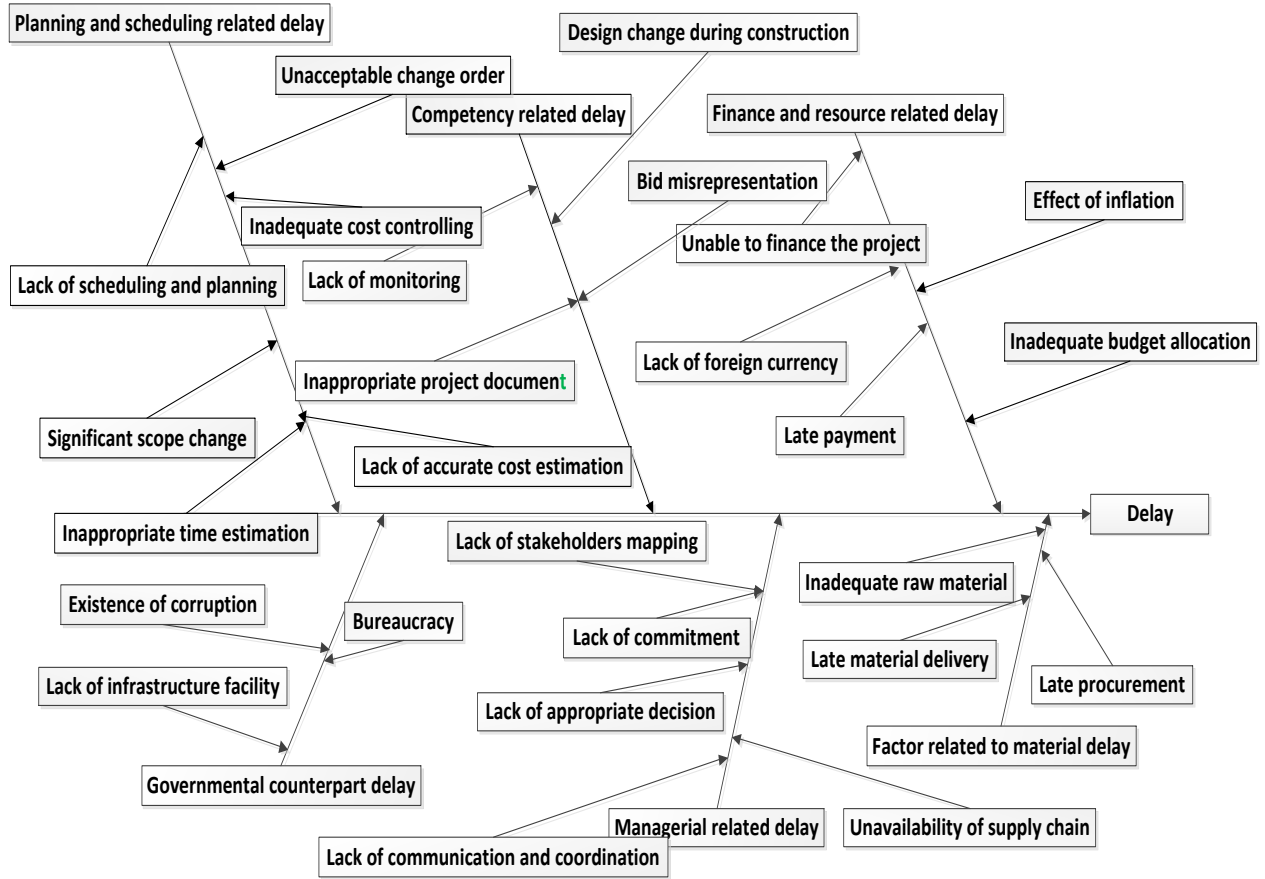 Planning and scheduling related delay
Design change during construction
Unacceptable change order
Competency related delay
Finance and resource related delay
Bid misrepresentation
Effect of inflation
Inadequate cost controlling
Unable to finance the project
Lack of scheduling and planning
Lack of monitoring
Inadequate budget allocation
Lack of foreign currency
Inappropriate project document
Significant scope change
Late payment
Lack of accurate cost estimation
Delay
Inappropriate time estimation
Lack of stakeholders mapping
Inadequate raw material
Existence of corruption
Bureaucracy
Lack of commitment
Late material delivery
Lack of infrastructure facility
Late procurement
Lack of appropriate decision
Factor related to material delay
Governmental counterpart delay
Managerial related delay
Unavailability of supply chain
Lack of communication and coordination